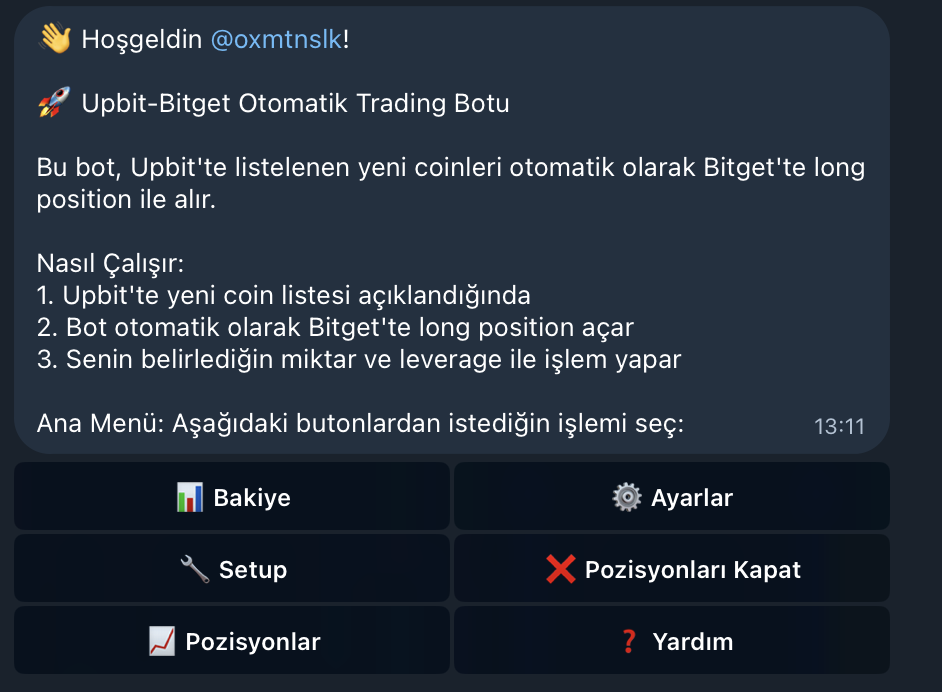 👋 Hoşgeldin @oxmtnslk!
🚀 Upbit-Bitget Otomatik Trading Botu
Bu bot, Upbit'te listelenen yeni coinleri otomatik olarak Bitget'te long
position ile alır.
Nasıl Çalışır:
1. Upbit'te yeni coin listesi açıklandığında
2. Bot otomatik olarak Bitget'te long position açar
3. Senin belirlediğin miktar ve leverage ile işlem yapar
Ana Menü: Aşağıdaki butonlardan istediğin işlemi seç:
13:11
📊 Bakiye
⚙️ Ayarlar
🔧 Setup
❌ Pozisyonları Kapat
📈 Pozisyonlar
❓ Yardım